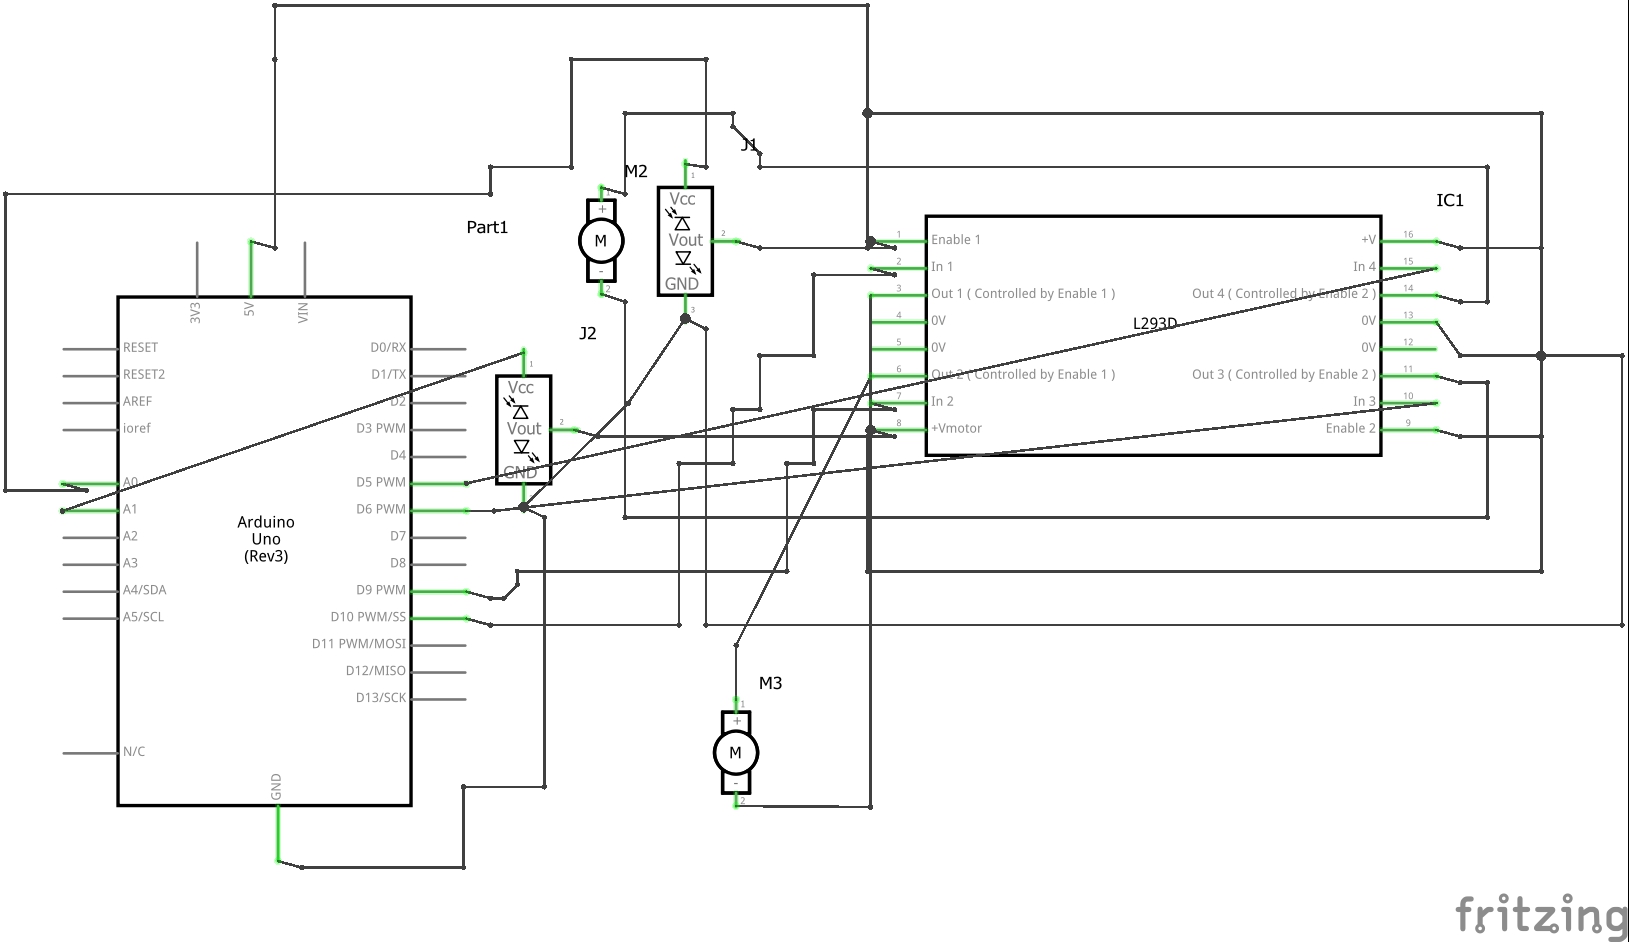 J1
M2
1
+
M
-
2
Vcc
1
Vout
2
GND
3
Part1
J2
IC1
1
Enable 1
2
In 1
3
Out 1 ( Controlled by Enable 1 )
4
0V
5
0V
6
Out 2 ( Controlled by Enable 1 )
7
In 2
8
+Vmotor
L293D
+V
16
In 4
15
Out 4 ( Controlled by Enable 2 )
14
0V
13
0V
12
Out 3 ( Controlled by Enable 2 )
11
In 3
10
Enable 2
9
3V3
5V
VIN
RESET
RESET2
AREF
ioref
A0
A1
A2
A3
A4/SDA
A5/SCL
N/C
Arduino
Uno
(Rev3)
D0/RX
D1/TX
D2
D3 PWM
D4
D5 PWM
D6 PWM
D7
D8
D9 PWM
D10 PWM/SS
D11 PWM/MOSI
D12/MISO
D13/SCK
GND
Vcc
1
Vout
2
GND
M3
1
+
M
-
2
fritzing